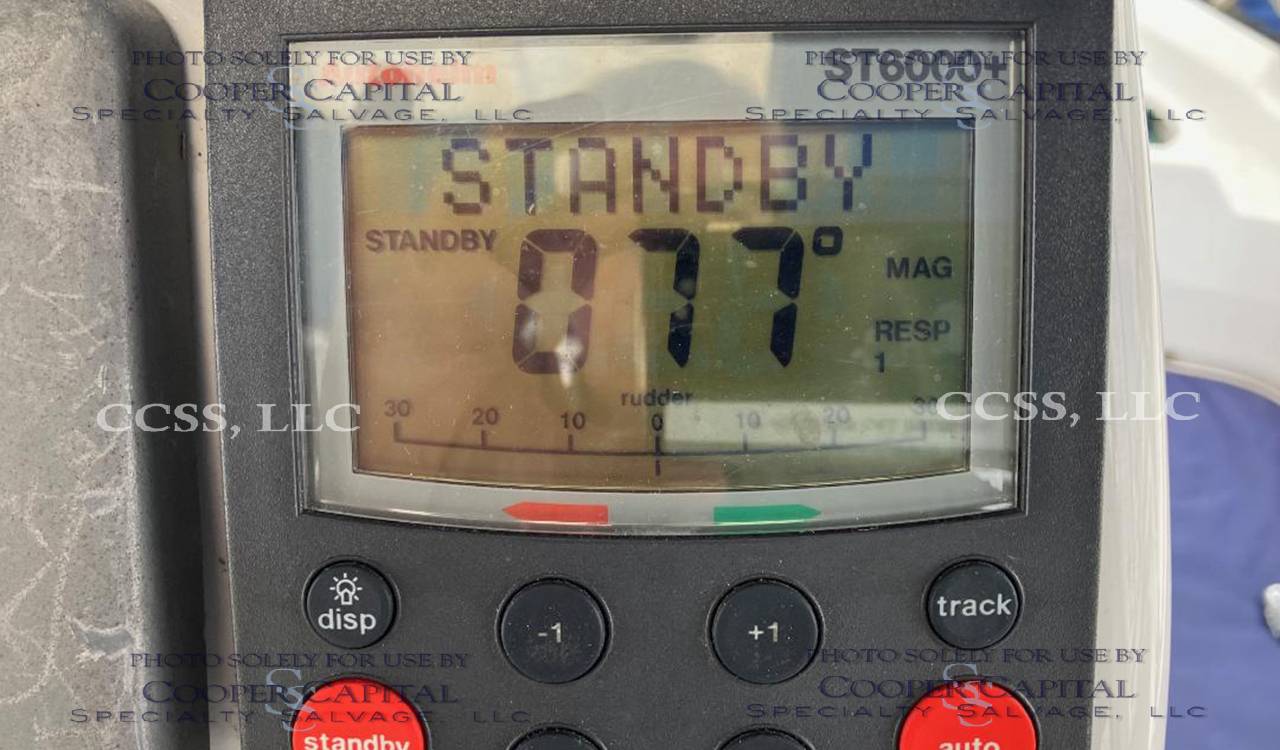 PHOTO SOLELY FOR USE BY
COOPER CAPITAL
SPECIALTY SALVAGE, LLC
PHOTO SOLELY FOR USE BY
COOPER CAPITAL
SPECIALTY SALVAGE, LLC
ST6000+
STANDBY
STANDBY
077°
MAG
RESP
1
rudder
30 20 10 0 10 20 30
CCSS, LLC
CCSS, LLC
disp
-1
+1
track
PHOTO SOLELY FOR USE BY
COOPER CAPITAL
SPECIALTY SALVAGE, LLC
PHOTO SOLELY FOR USE BY
COOPER CAPITAL
SPECIALTY SALVAGE, LLC
standby
auto